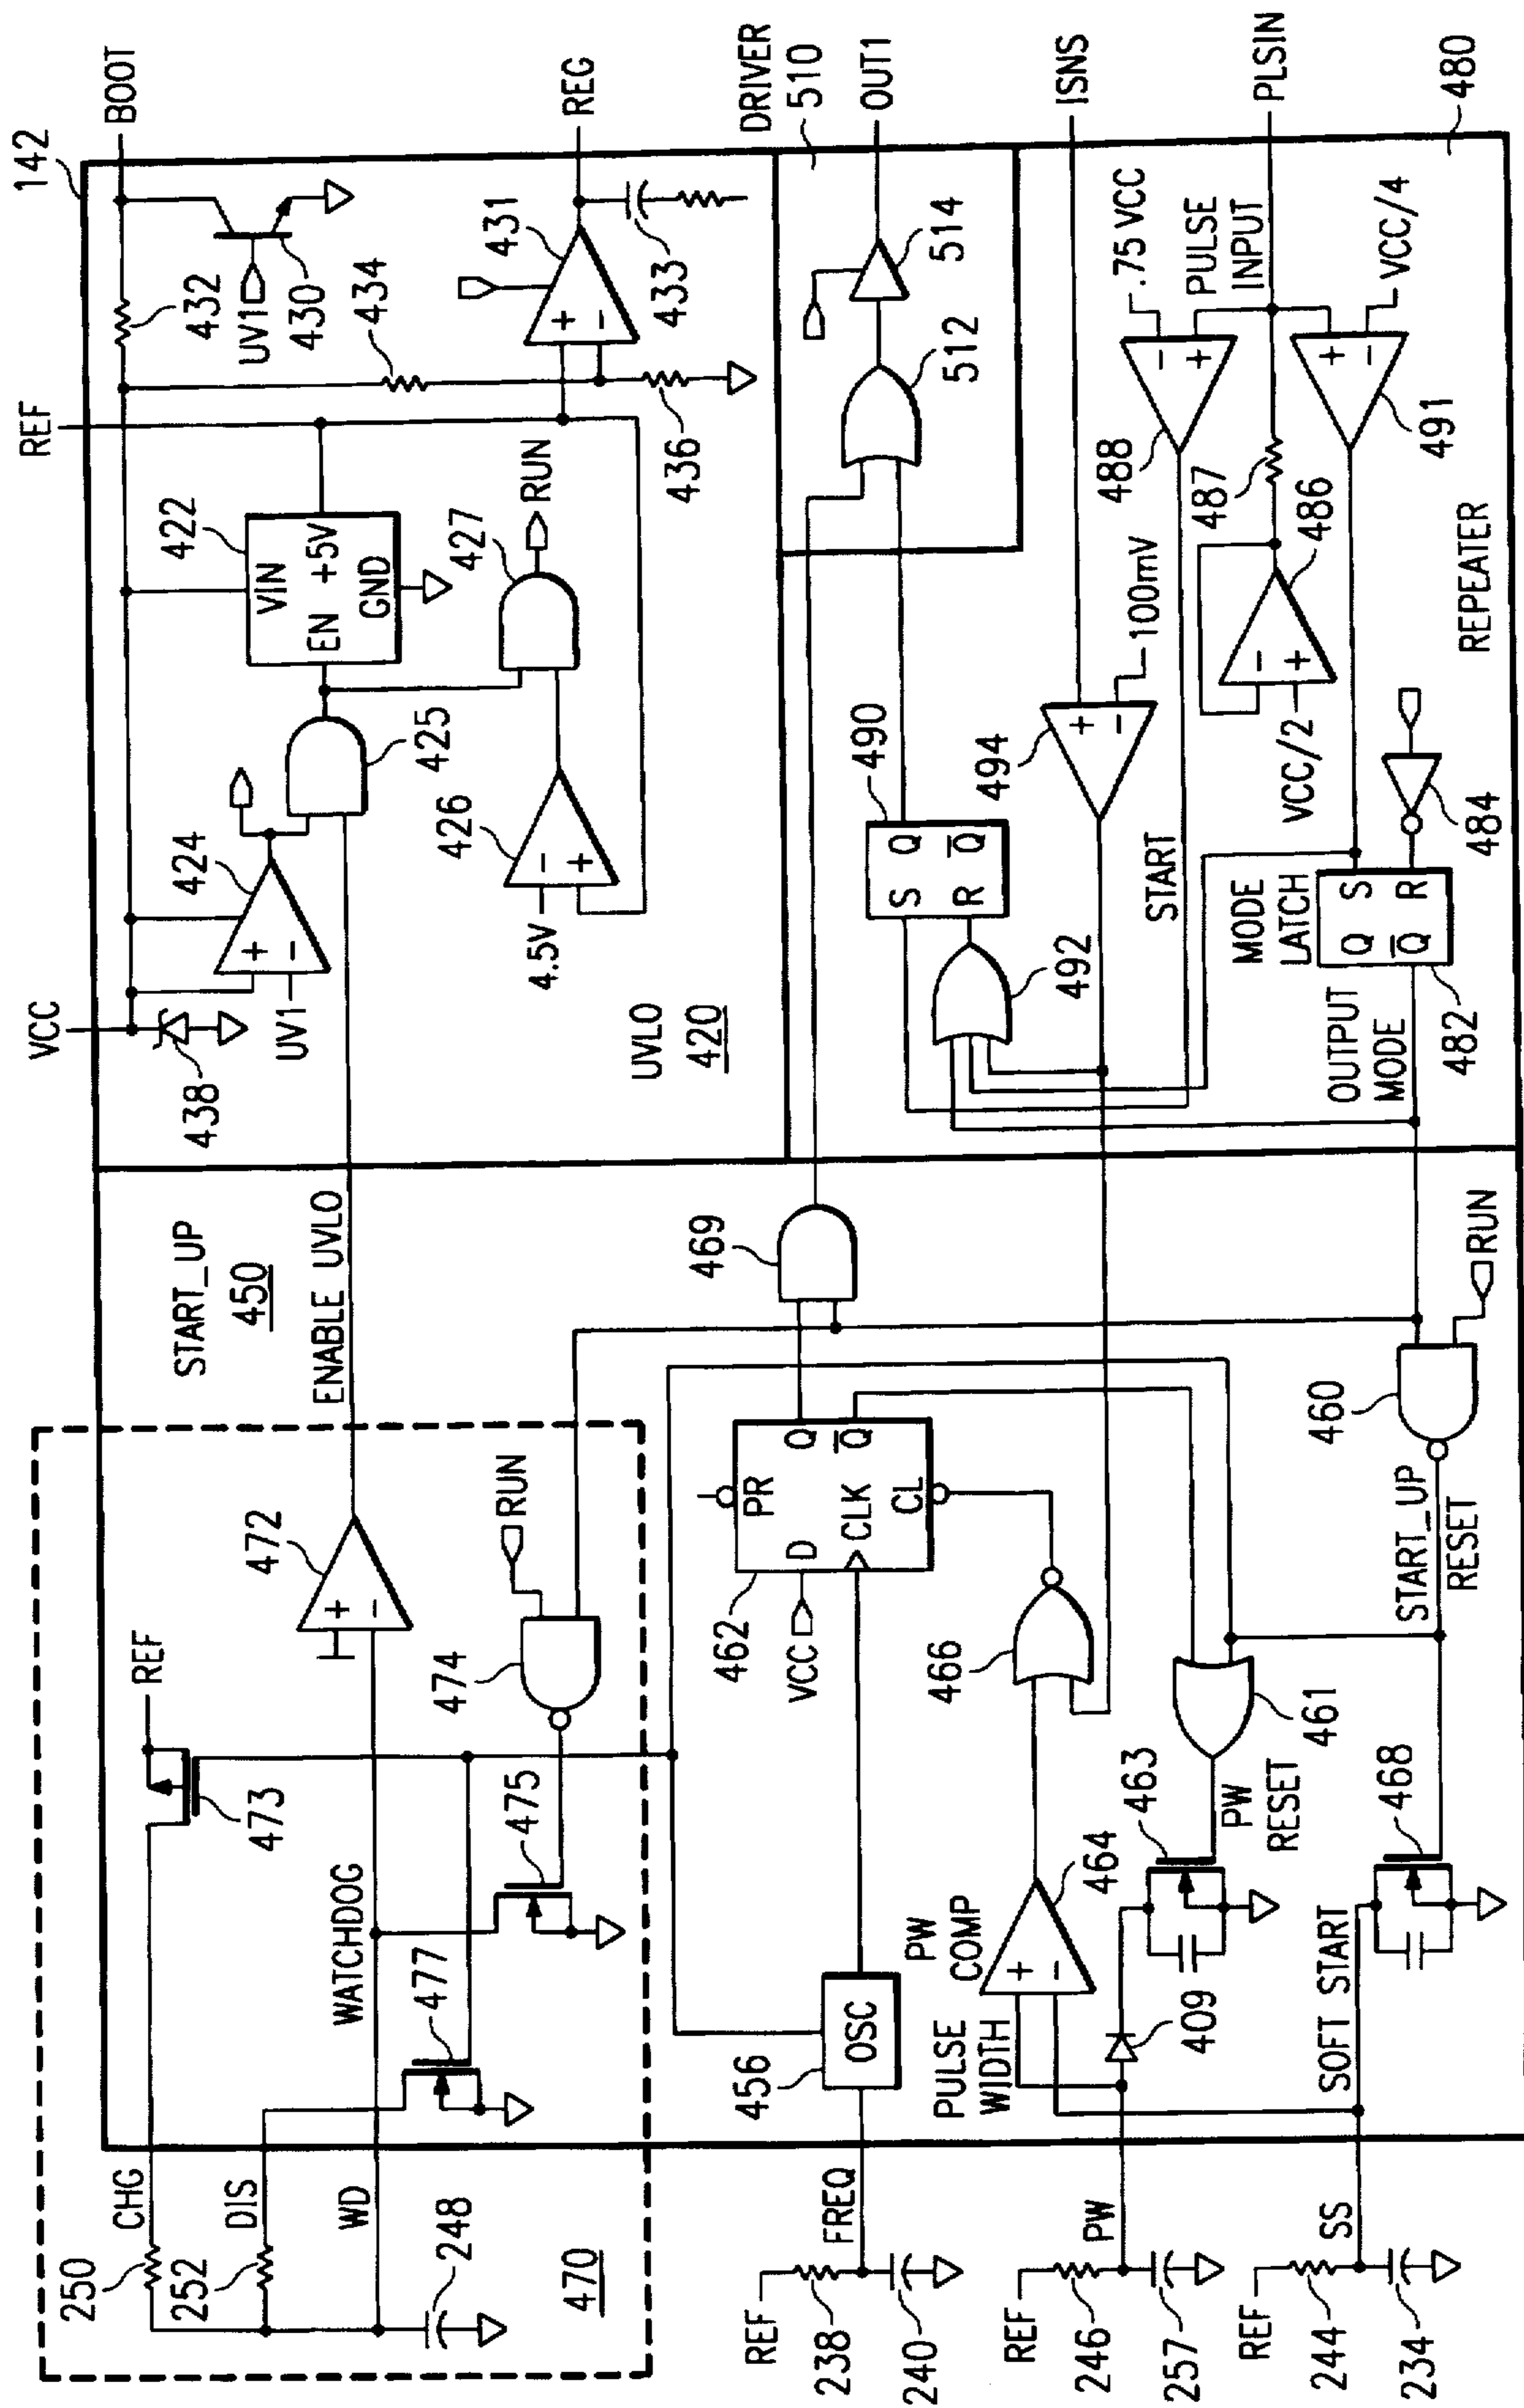 142
BOOT
REG
DRIVER
510
OUT1
ISNS
PLSIN
480
REF
432
UV1
430
434
431
433
436
422
VIN
EN
+5V
GND
RUN
427
425
424
+
−
UV1
VCC
438
4.5V
426
−
+
+
−
UVLO
420
514
512
.75 VCC
−
+
PULSE
INPUT
488
487
+
−
VCC/4
491
486
−
+
VCC/2
REPEATER
490
S
Q
R
Q
494
+
−
100mV
492
START
MODE
LATCH
Q
S
Q
R
484
482
OUTPUT
MODE
START_UP
450
ENABLE UVLO
469
472
+
−
REF
473
474
RUN
WATCHDOG
475
477
PR
D
Q
CLK
Q
CL
462
VCC
466
OSC
456
460
RUN
START_UP
RESET
461
463
PW
RESET
464
PW
COMP
+
−
PULSE
WIDTH
409
468
SOFT START
CHG
DIS
WD
250
252
248
470
FREQ
REF
238
240
PW
REF
246
257
SS
REF
244
234